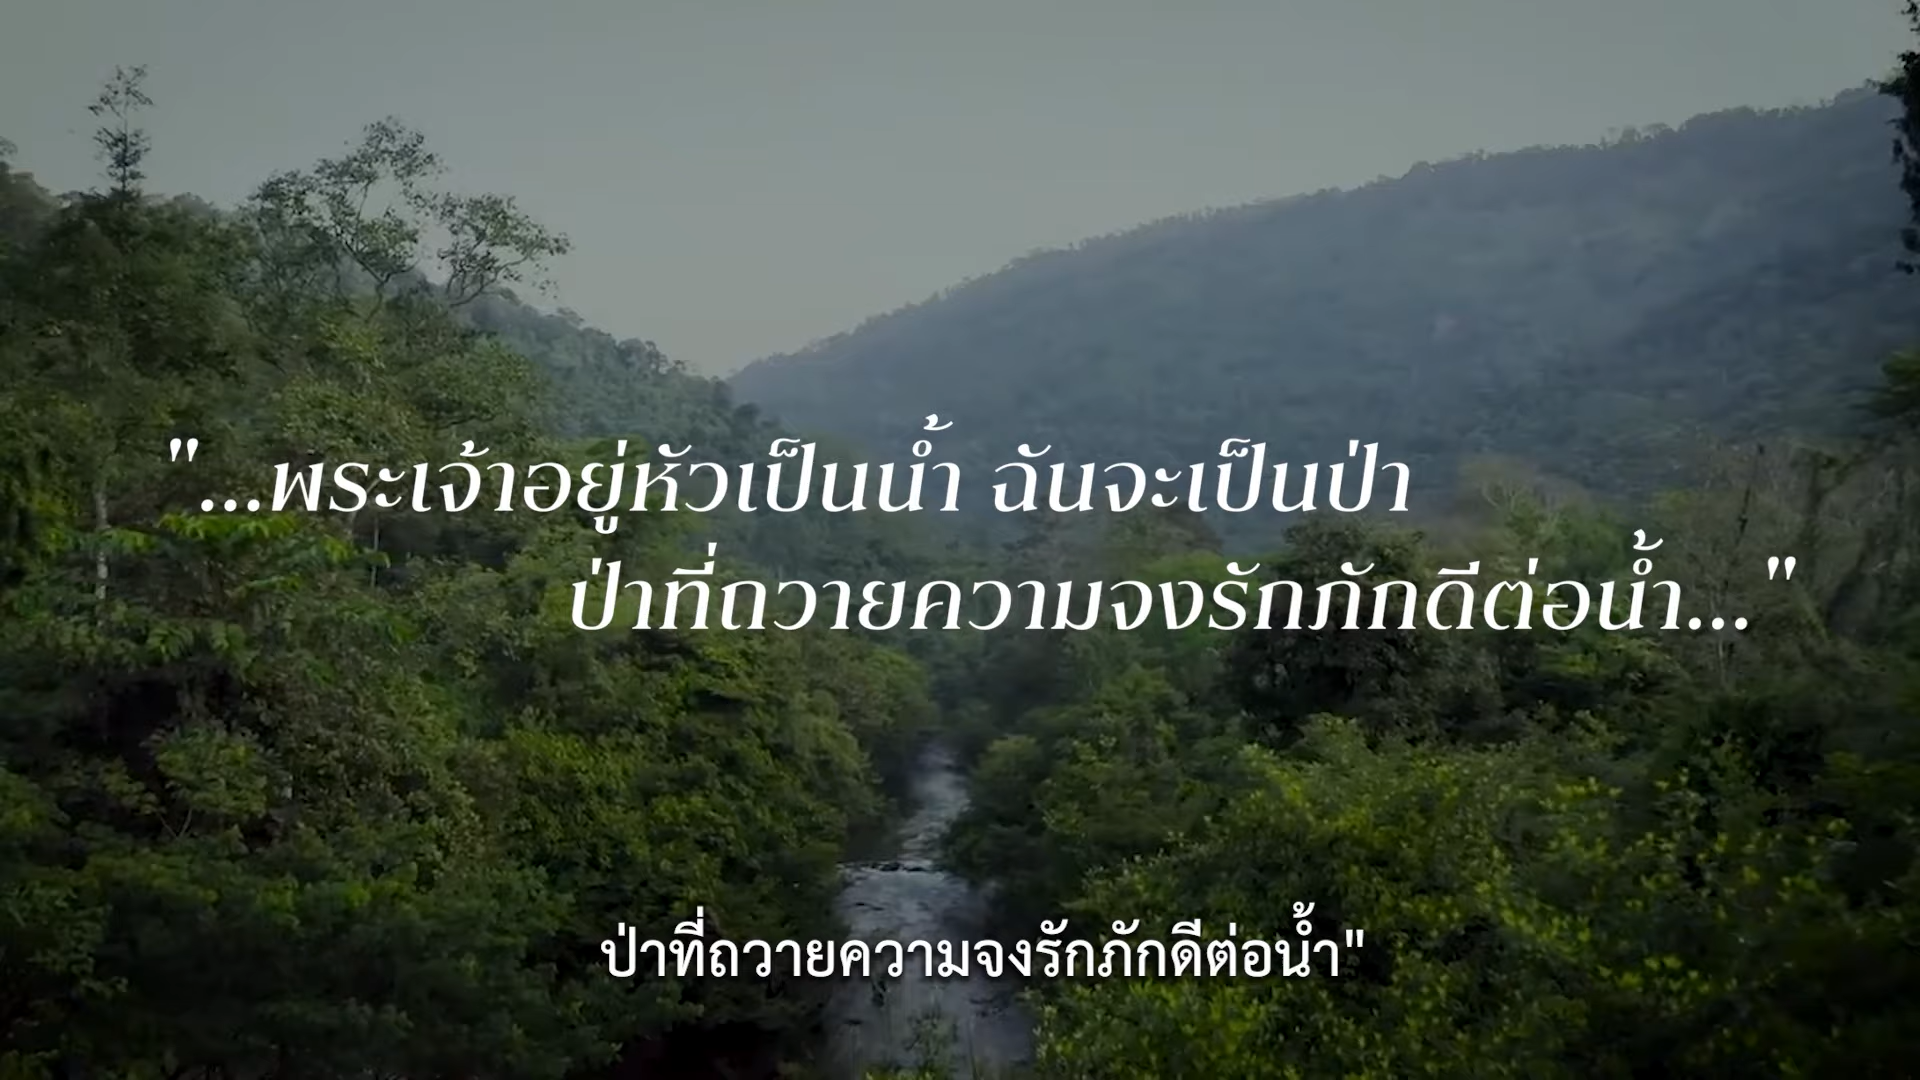 "...พระเจ้าอยู่หัวเป็นน้ำ ฉันจะเป็นป่า
ป่าที่ถวายความจงรักภักดีต่อน้ำ..."
ป่าที่ถวายความจงรักภักดีต่อน้ำ"